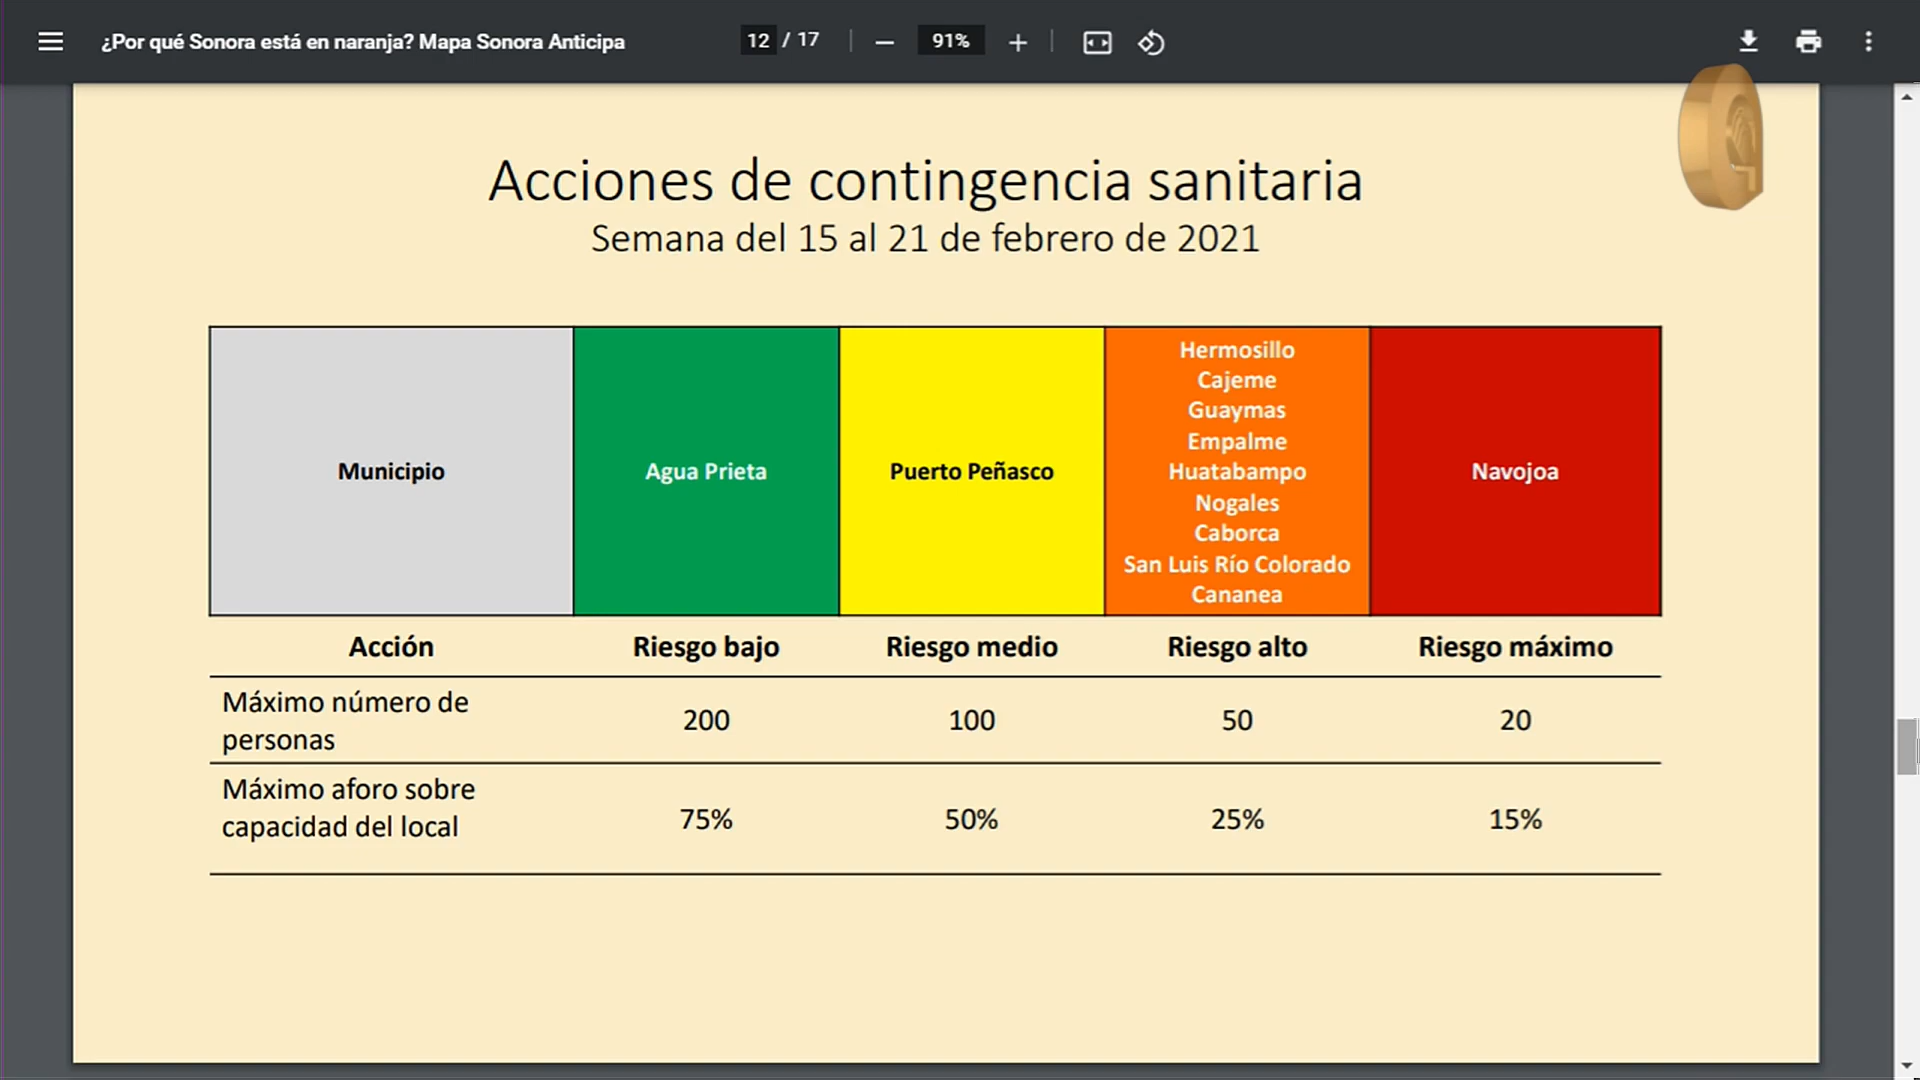 ¿Por qué Sonora está en naranja? Mapa Sonora Anticipa
12 / 17
91%
Acciones de contingencia sanitaria
Semana del 15 al 21 de febrero de 2021
Municipio
Agua Prieta
Puerto Peñasco
Hermosillo
Cajeme
Guaymas
Empalme
Huatabampo
Nogales
Caborca
San Luis Río Colorado
Cananea
Navojoa
Acción Riesgo bajo Riesgo medio Riesgo alto Riesgo máximo
Máximo número de
personas
200 100 50 20
Máximo aforo sobre
capacidad del local
75% 50% 25% 15%